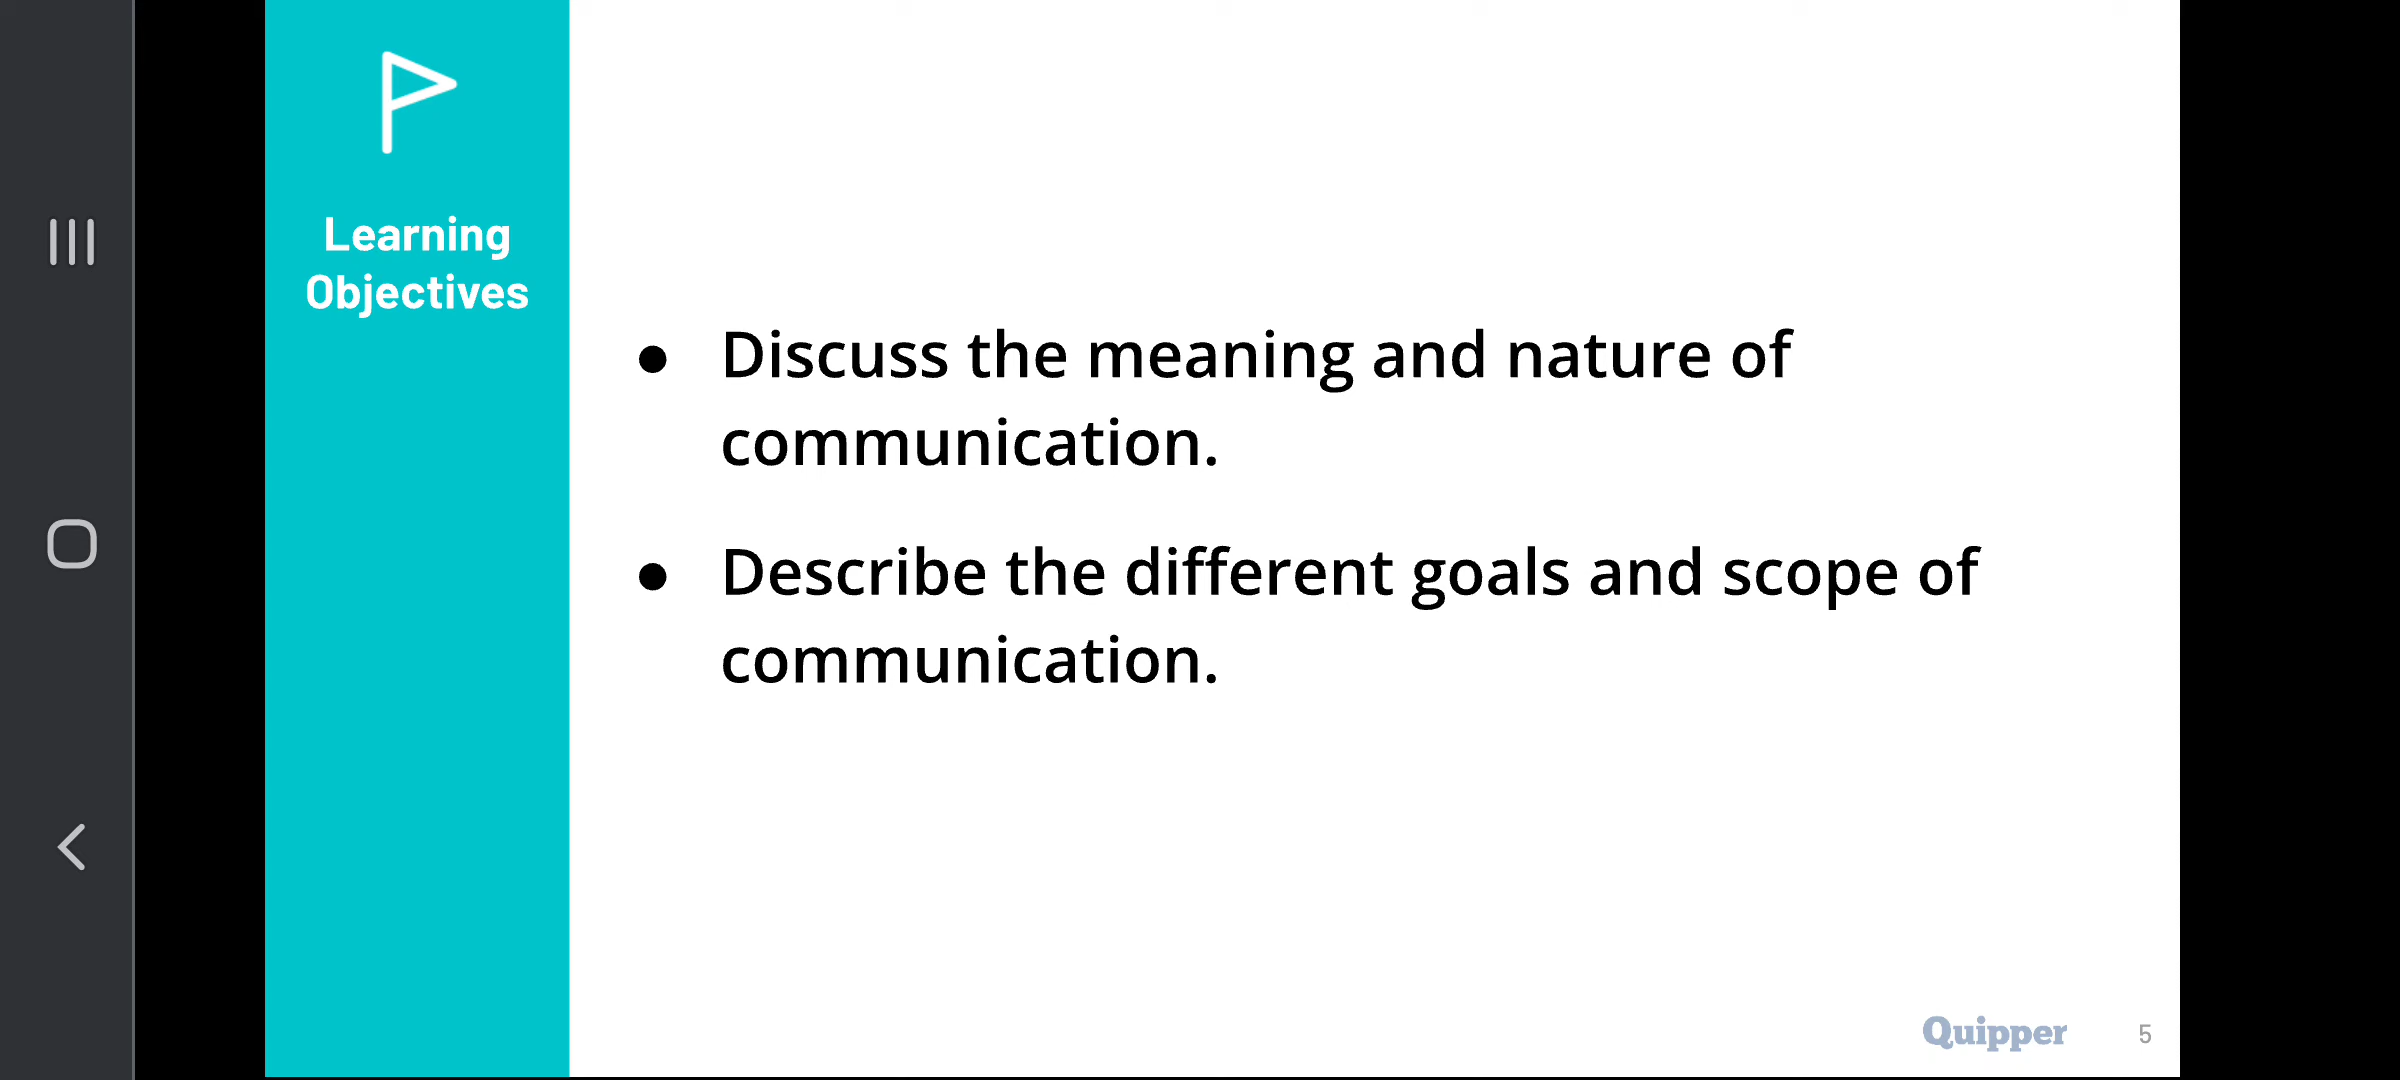 Learning
Objectives
● Discuss the meaning and nature of
communication.
● Describe the different goals and scope of
communication.
Quipper 5